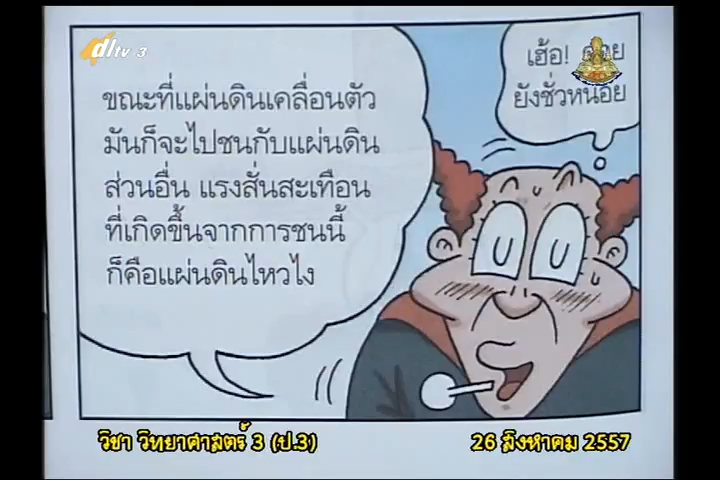 dltv 3
ขณะที่แผ่นดินเคลื่อนตัว
มันก็จะไปชนกับแผ่นดิน
ส่วนอื่น แรงสั่นสะเทือน
ที่เกิดขึ้นจากการชนนี้
ก็คือแผ่นดินไหวไง
เฮ้อ!
ยังชั่วหน่อย
วิชา วิทยาศาสตร์ 3 (ป.3)
26 สิงหาคม 2557